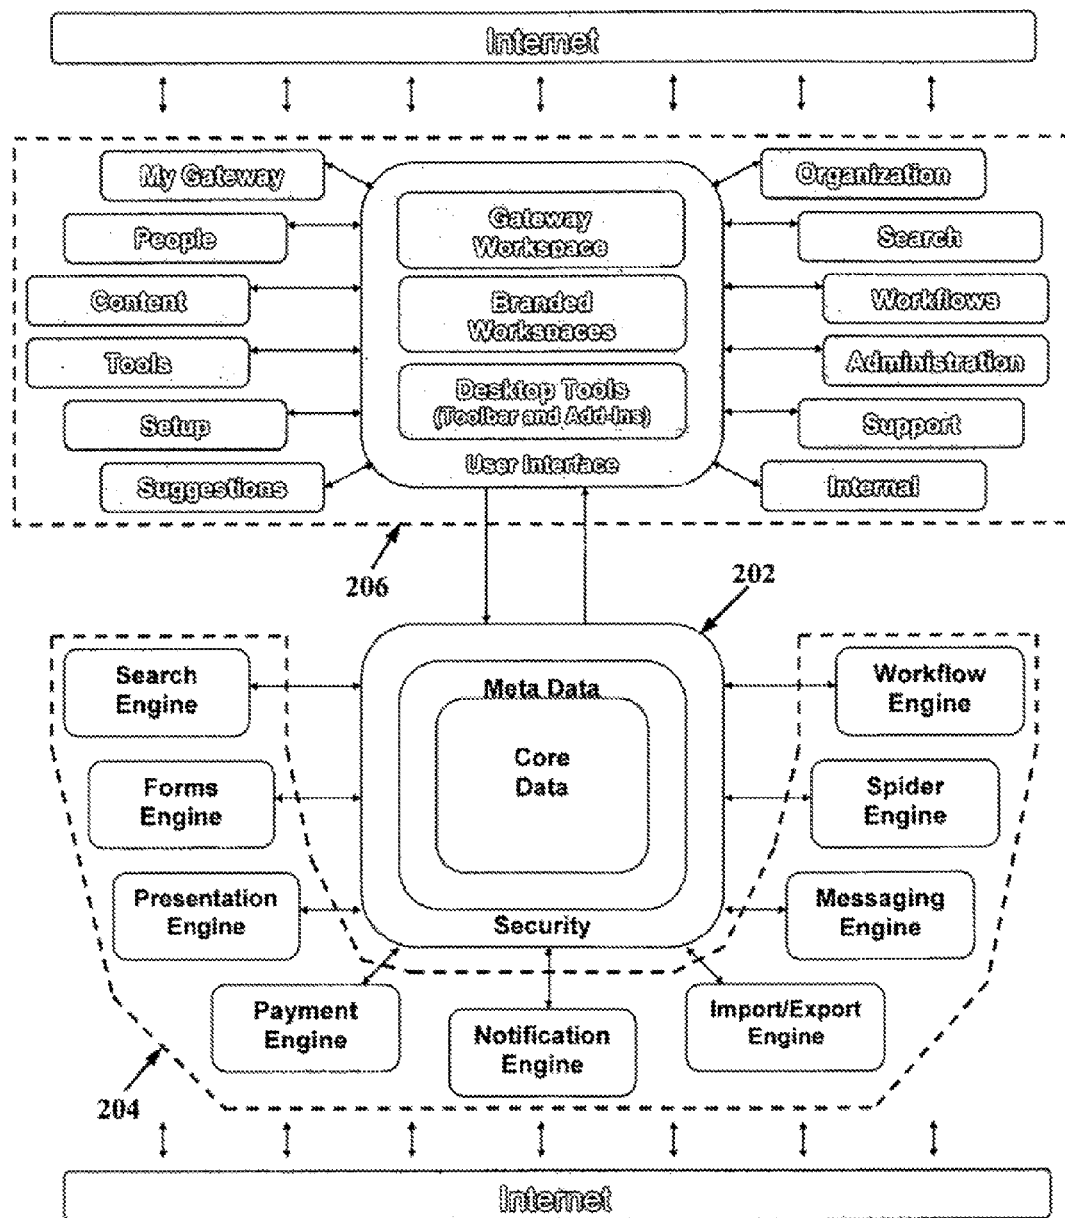 Internet
My Gateway
Organization
People
Search
Gateway
Workspace
Content
Workflows
Branded
Workspaces
Tools
Administration
Desktop Tools
(Toolbar and Add-Ins)
Setup
Support
User Interface
Suggestions
Internal
206
202
Search
Engine
Meta Data
Workflow
Engine
Core
Data
Forms
Engine
Spider
Engine
Presentation
Engine
Messaging
Engine
Security
Payment
Engine
Notification
Engine
Import/Export
Engine
204
Internet